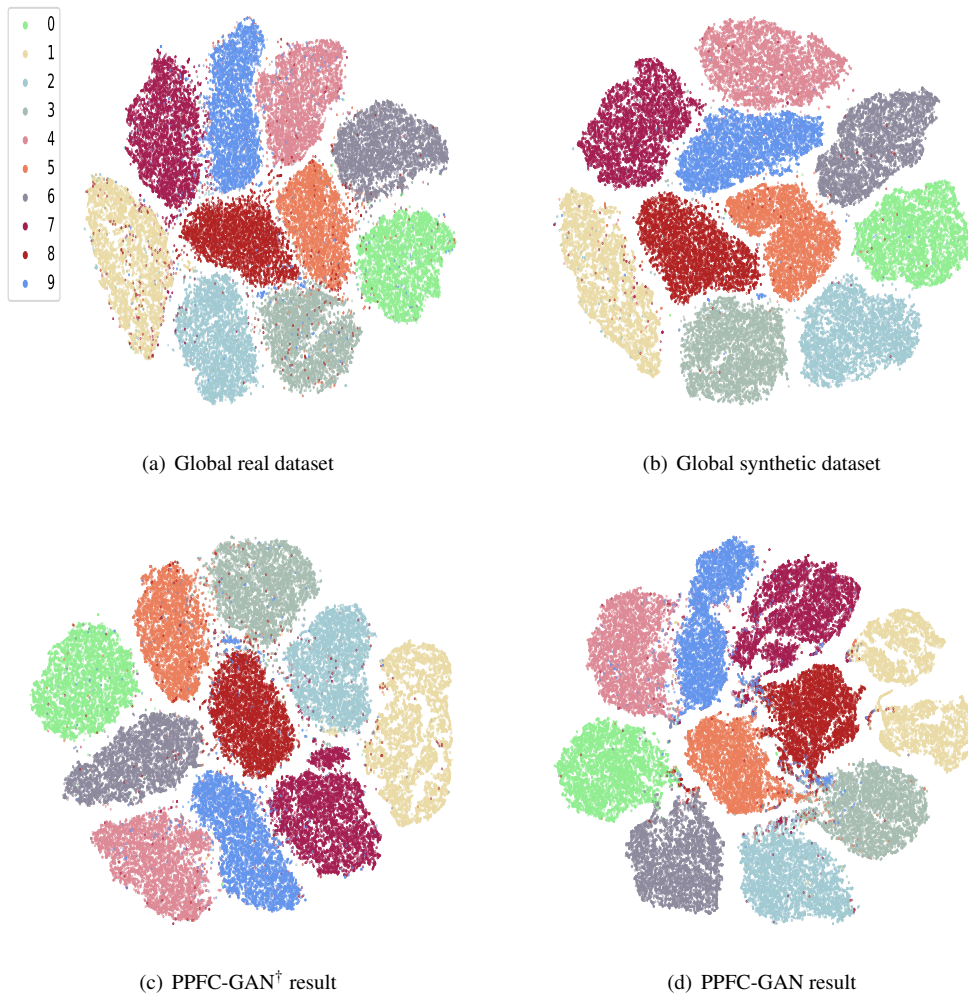 0
1
2
3
4
5
6
7
8
9
(a) Global real dataset
(b) Global synthetic dataset
(c) PPFC-GAN† result
(d) PPFC-GAN result